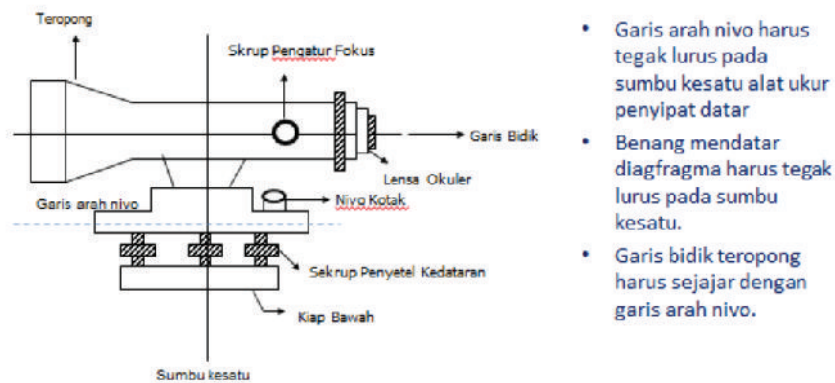 Teropong
Skrup Pengatur Fokus
Garis Bidik
Lensa Okuler
Garis arah nivo
Nivo Kotak
Sekrup Penyetel Kedataran
Kiap Bawah
Sumbu kesatu
• Garis arah nivo harus
tegak lurus pada
sumbu kesatu alat ukur
penyipat datar
• Benang mendatar
diagfragma harus tegak
lurus pada sumbu
kesatu.
• Garis bidik teropong
harus sejajar dengan
garis arah nivo.